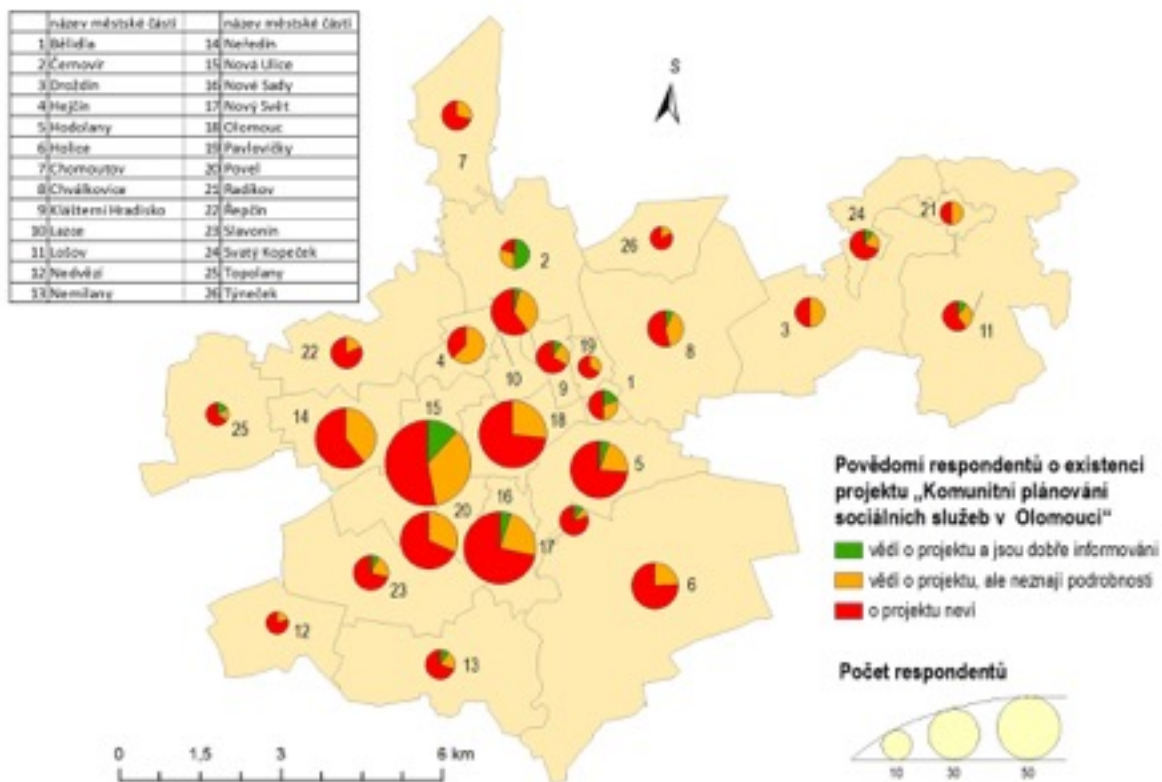 název městské části název městské části
1 Bělidla 14 Neředín
2 Černovír 15 Nová Ulice
3 Droždín 16 Nové Sady
4 Hejčín 17 Nový Svět
5 Hodolany 18 Olomouc
6 Holice 19 Pavlovičky
7 Chomoutov 20 Povel
8 Chválkovice 21 Radíkov
9 Klášterní Hradisko 22 Řepčín
10 Lazce 23 Slavonín
11 Lošov 24 Svatý Kopeček
12 Nedvězí 25 Topolany
13 Nemilany 26 Týneček
S
7
24
21
26
2
3
11
8
22
4
19
10
9
1
15
18
14
25
5
16
20
17
6
23
12
13
Povědomí respondentů o existenci
projektu „Komunitní plánování
sociálních služeb v Olomouci“
vědí o projektu a jsou dobře informováni
vědí o projektu, ale neznají podrobnosti
o projektu neví
Počet respondentů
10 30 50
0 1,5 3 6 km